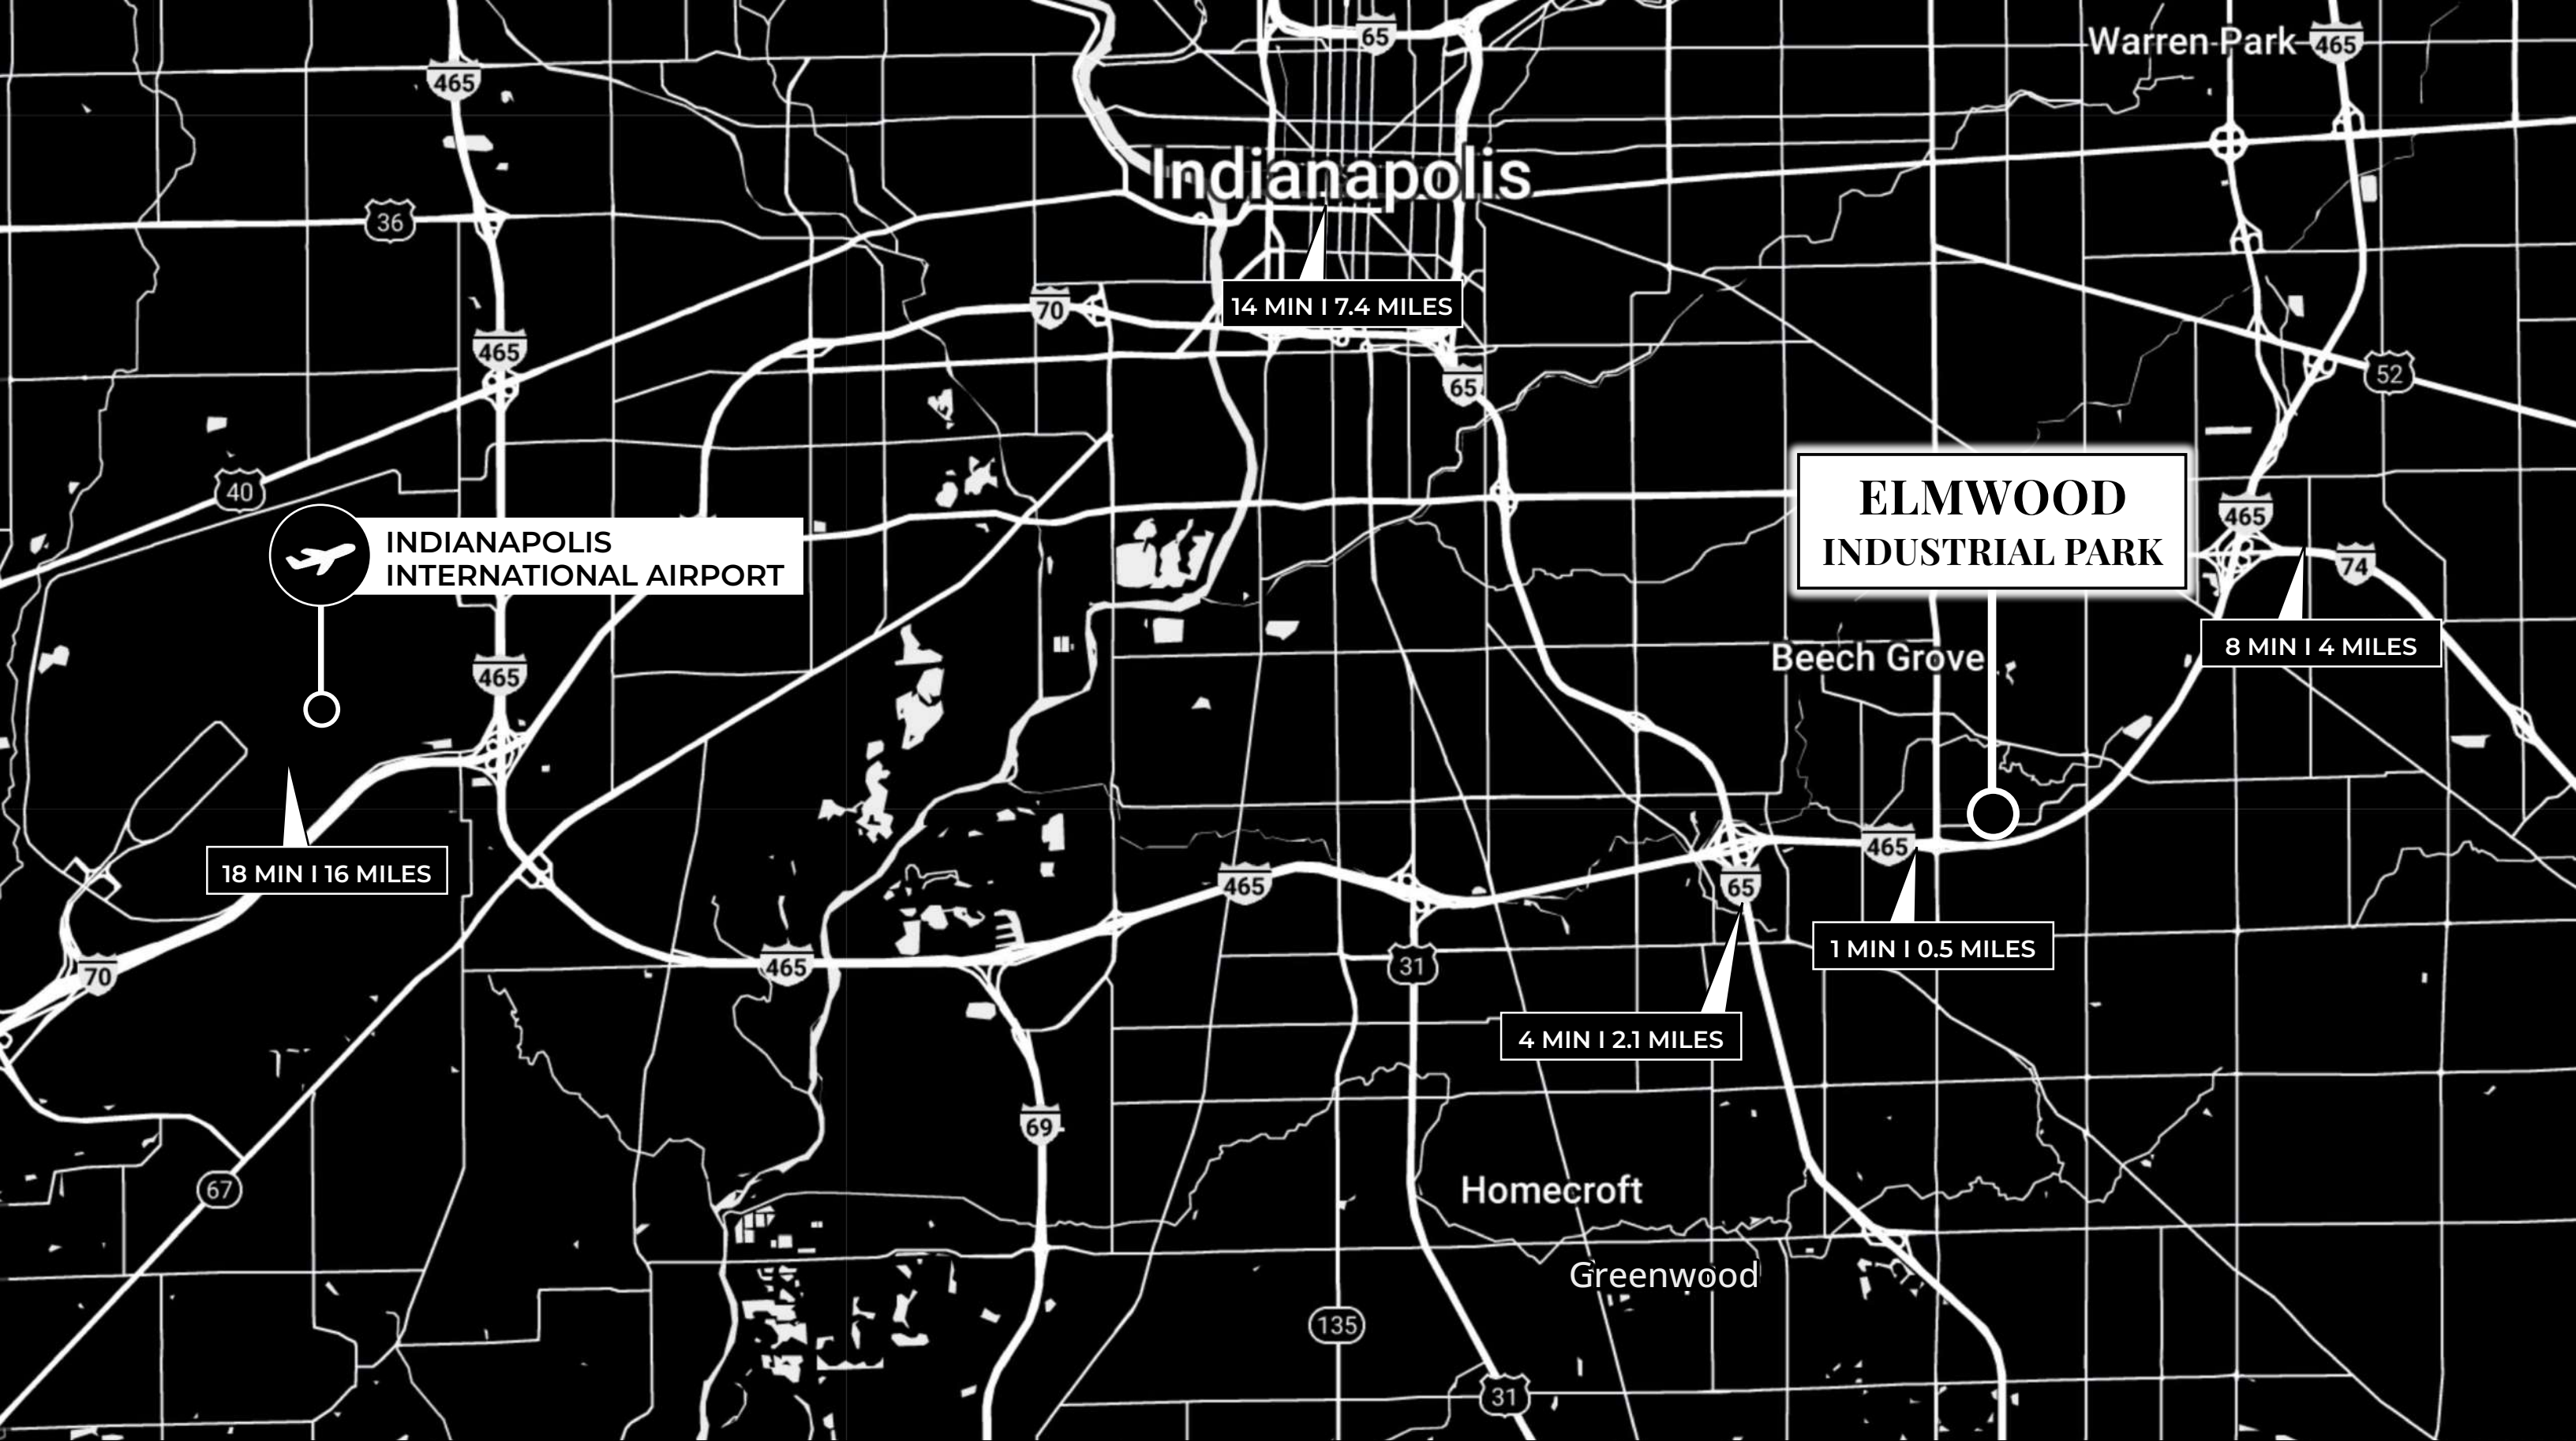 65
Warren Park
465
465
Indianapolis
36
70
14 MIN I 7.4 MILES
465
65
52
40
ELMWOOD
INDUSTRIAL PARK
465
INDIANAPOLIS
INTERNATIONAL AIRPORT
74
8 MIN I 4 MILES
Beech Grove
465
465
18 MIN I 16 MILES
465
65
1 MIN I 0.5 MILES
70
465
31
4 MIN I 2.1 MILES
69
67
Homecroft
Greenwood
135
31